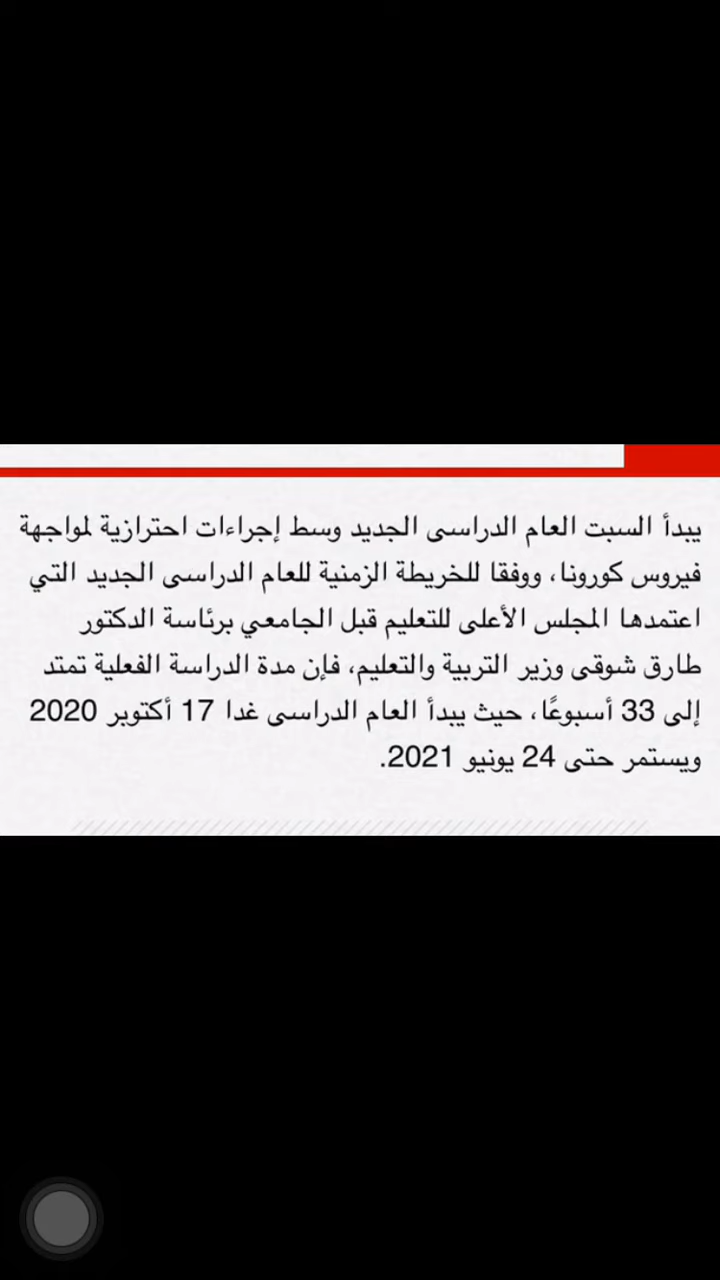 يبدأ السبت العام الدراسى الجديد وسط إجراءات احترازية لمواجهة
فيروس كورونا، ووفقا للخريطة الزمنية للعام الدراسى الجديد التي
اعتمدها المجلس الأعلى للتعليم قبل الجامعي برئاسة الدكتور
طارق شوقى وزير التربية والتعليم، فإن مدة الدراسة الفعلية تمتد
إلى 33 أسبوعًا، حيث يبدأ العام الدراسى غدا 17 أكتوبر 2020
ويستمر حتى 24 يونيو 2021.